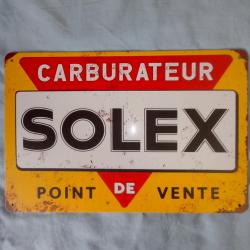 CARBURATEUR
SOLEX
POINT DE VENTE